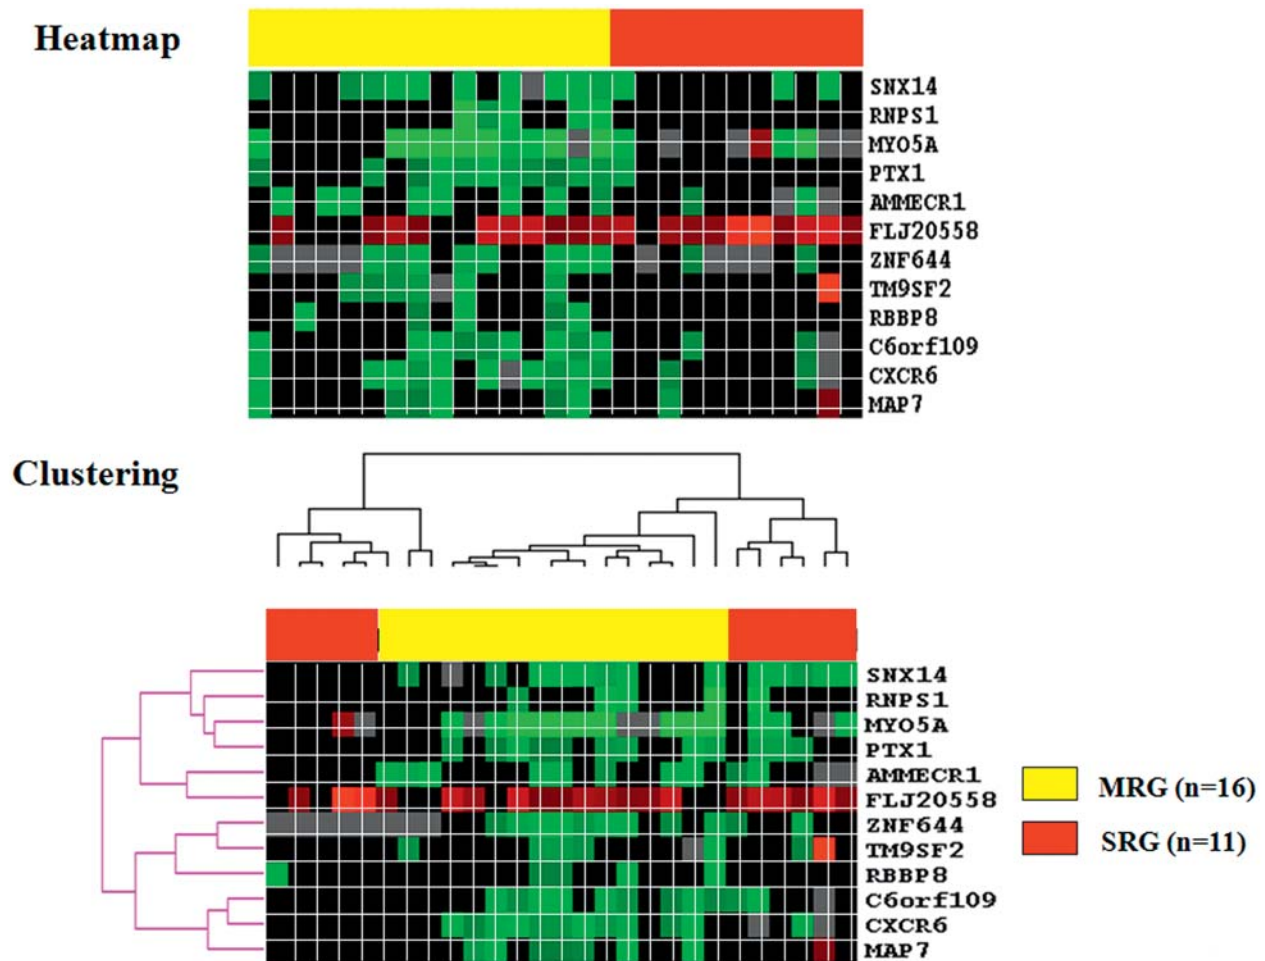 Heatmap
SNX14
RNPS1
MYO5A
PTX1
AMMECR1
FLJ20558
ZNF644
TM9SF2
RBBP8
C6orf109
CXCR6
MAP7
Clustering
SNX14
RNPS1
MYO5A
PTX1
AMMECR1
FLJ20558
ZNF644
TM9SF2
RBBP8
C6orf109
CXCR6
MAP7
MRG (n=16)
SRG (n=11)